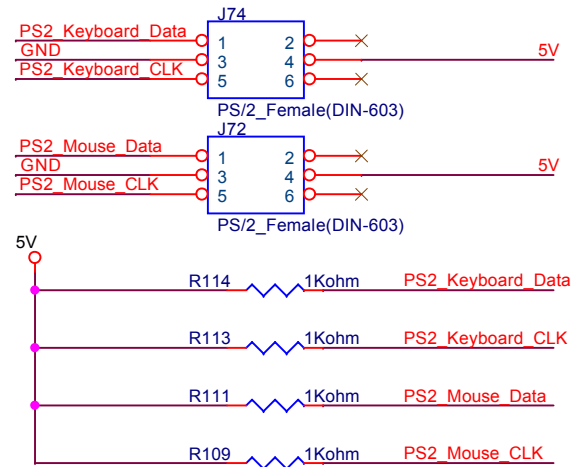 J74
PS2_Keyboard_Data 1 2
GND 3 4 5V
PS2_Keyboard_CLK 5 6
PS/2_Female(DIN-603)
J72
PS2_Mouse_Data 1 2
GND 3 4 5V
PS2_Mouse_CLK 5 6
PS/2_Female(DIN-603)
5V
R114 1Kohm PS2_Keyboard_Data
R113 1Kohm PS2_Keyboard_CLK
R111 1Kohm PS2_Mouse_Data
R109 1Kohm PS2_Mouse_CLK